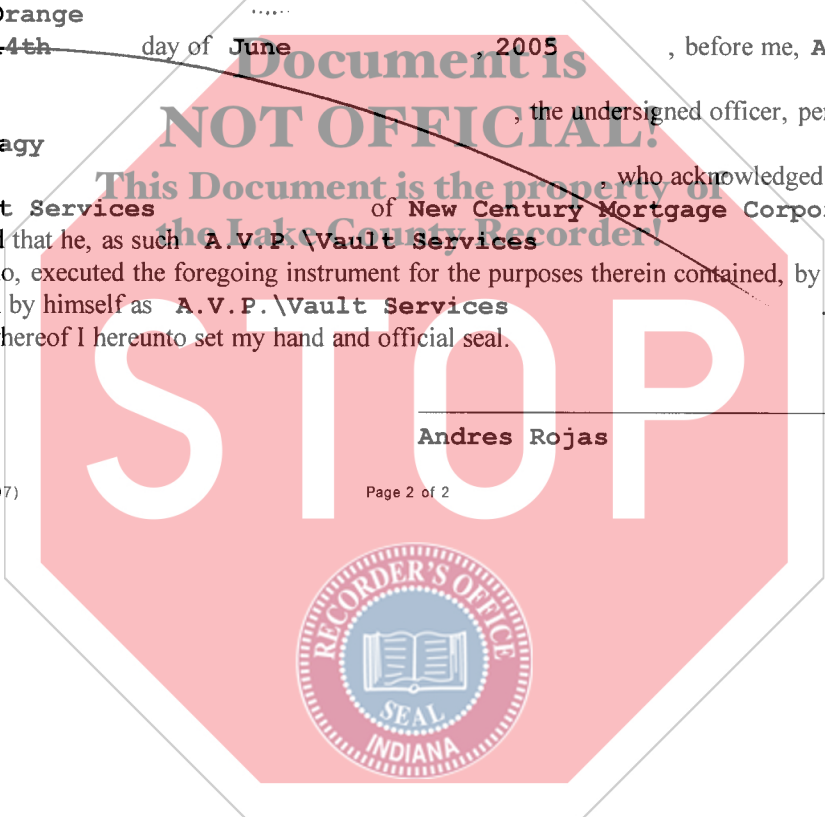 Orange
4th day of June , 2005 , before me, A
Document is
NOT OFFICIAL!
, the undersigned officer, per
agy
, who acknowledged
This Document is the property of
t Services of New Century Mortgage Corpor
the Lake County Recorder!
d that he, as such A.V.P.\Vault Services
o, executed the foregoing instrument for the purposes therein contained, by
by himself as A.V.P.\Vault Services
hereof I hereunto set my hand and official seal.
STOP
Andres Rojas
07) Page 2 of 2
RECORDER'S OFFICE
SEAL
INDIANA